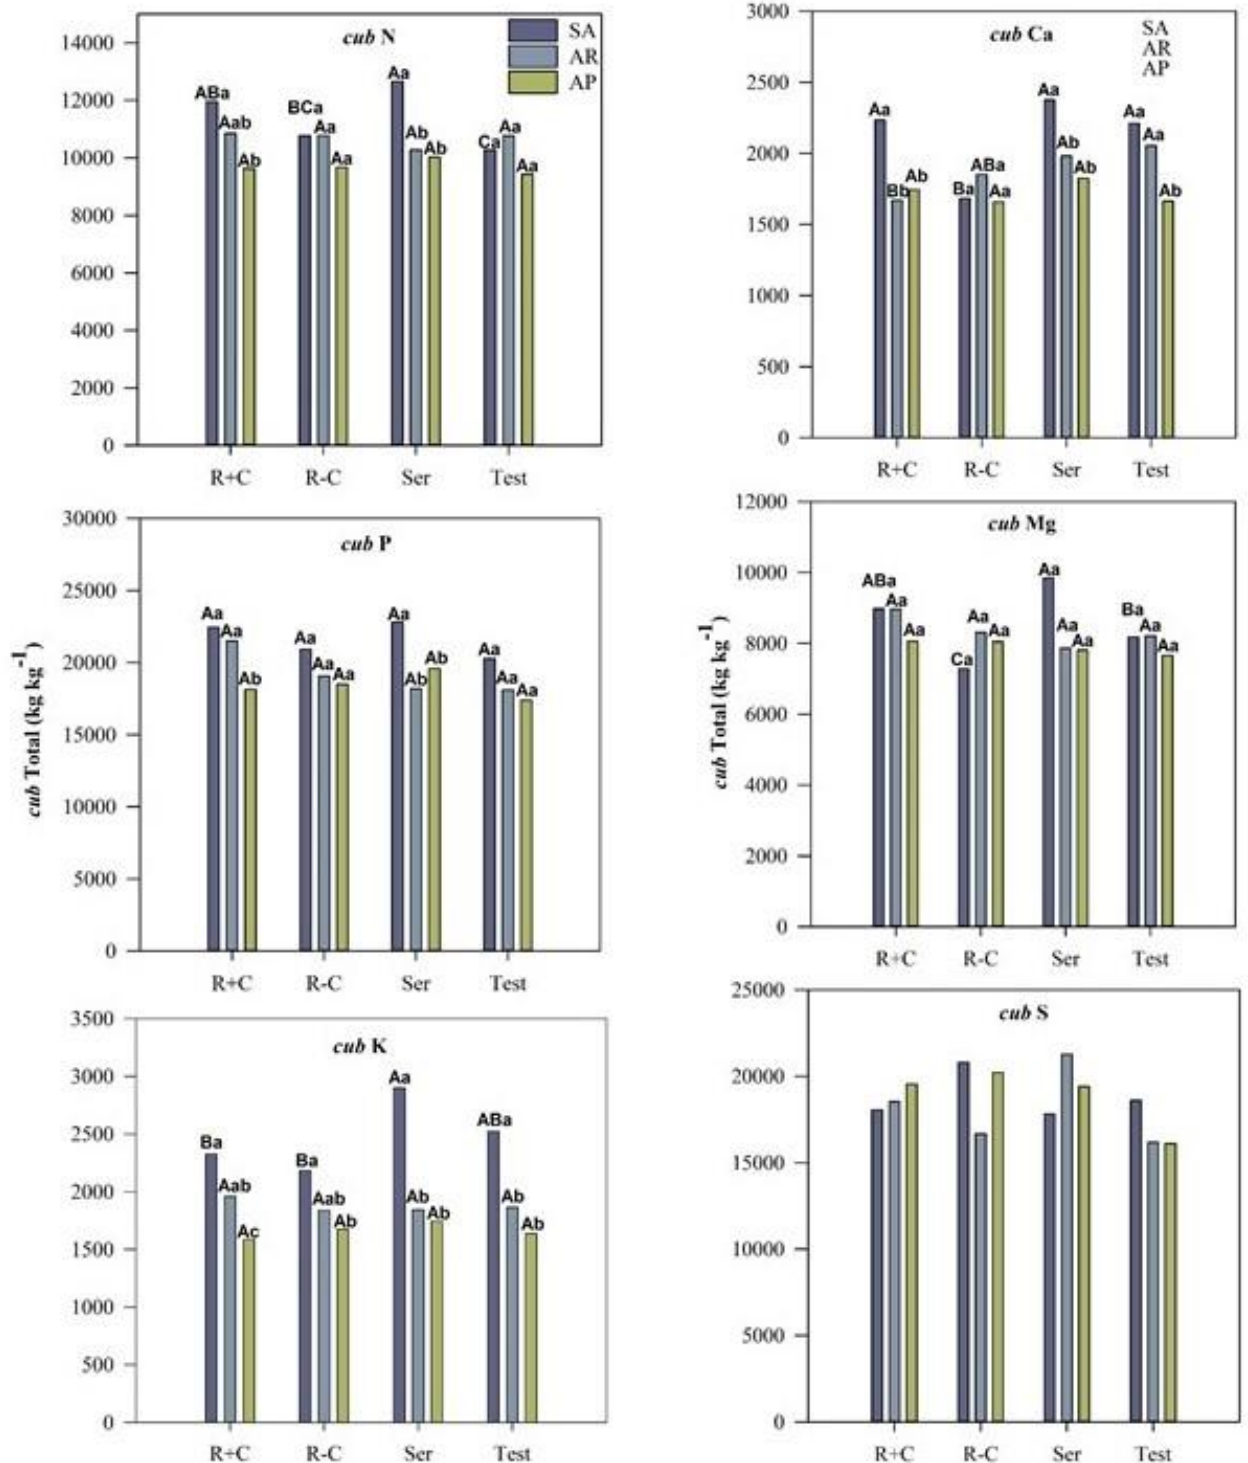 cub N
SA
AR
AP
14000
12000
10000
8000
6000
4000
2000
0
ABa
Aab
Ab
BCa
Aa
Aa
Aa
Ab
Ab
Ca
Aa
Aa
R+C
R-C
Ser
Test
cub Ca
SA
AR
AP
3000
2500
2000
1500
1000
500
0
Aa
Bb
Ab
Ba
ABa
Aa
Aa
Ab
Ab
Aa
Aa
Ab
R+C
R-C
Ser
Test
cub P
cub Total (kg kg-1)
30000
25000
20000
15000
10000
5000
0
Aa
Aa
Ab
Aa
Aa
Aa
Aa
Ab
Ab
Aa
Aa
Aa
R+C
R-C
Ser
Test
cub Mg
cub Total (kg kg-1)
12000
10000
8000
6000
4000
2000
0
ABa
Aa
Aa
Ca
Aa
Aa
Aa
Aa
Aa
Ba
Aa
Aa
R+C
R-C
Ser
Test
cub K
3500
3000
2500
2000
1500
1000
500
0
Ba
Aab
Ac
Ba
Aab
Ab
Aa
Ab
Ab
ABa
Ab
Ab
R+C
R-C
Ser
Test
cub S
25000
20000
15000
10000
5000
0
R+C
R-C
Ser
Test